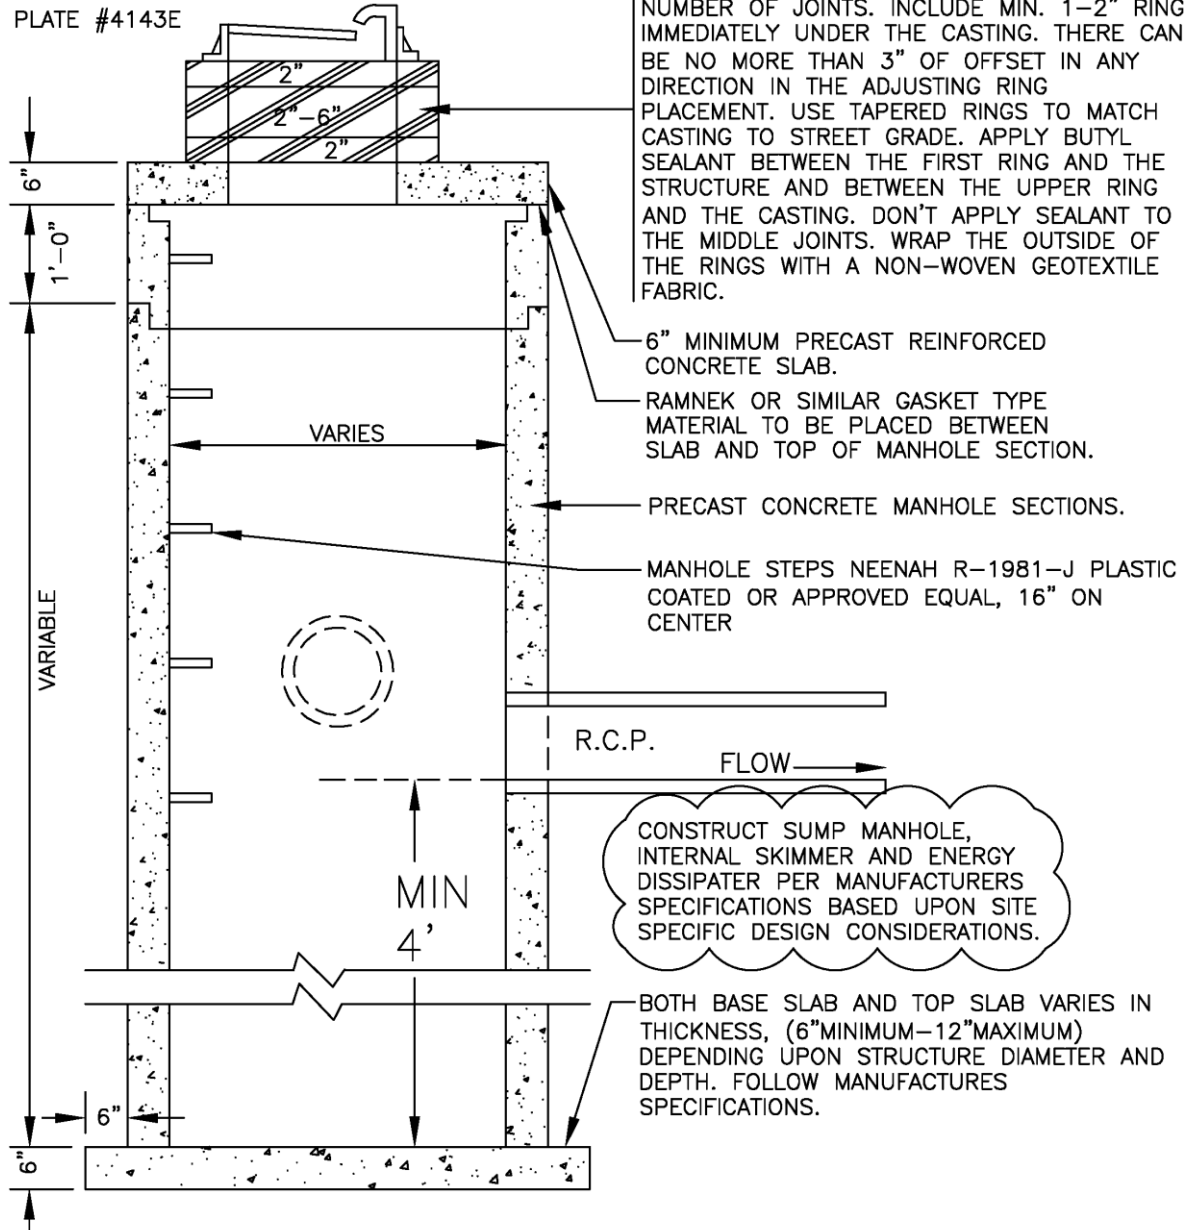 PLATE #4143E
NUMBER OF JOINTS. INCLUDE MIN. 1-2" RING
IMMEDIATELY UNDER THE CASTING. THERE CAN
BE NO MORE THAN 3" OF OFFSET IN ANY
DIRECTION IN THE ADJUSTING RING
PLACEMENT. USE TAPERED RINGS TO MATCH
CASTING TO STREET GRADE. APPLY BUTYL
SEALANT BETWEEN THE FIRST RING AND THE
STRUCTURE AND BETWEEN THE UPPER RING
AND THE CASTING. DON'T APPLY SEALANT TO
THE MIDDLE JOINTS. WRAP THE OUTSIDE OF
THE RINGS WITH A NON-WOVEN GEOTEXTILE
FABRIC.
2"
2"-6"
2"
6"
1'-0"
6" MINIMUM PRECAST REINFORCED
CONCRETE SLAB.
RAMNEK OR SIMILAR GASKET TYPE
MATERIAL TO BE PLACED BETWEEN
SLAB AND TOP OF MANHOLE SECTION.
VARIES
PRECAST CONCRETE MANHOLE SECTIONS.
MANHOLE STEPS NEENAH R-1981-J PLASTIC
COATED OR APPROVED EQUAL, 16" ON
CENTER
VARIABLE
R.C.P.
FLOW
CONSTRUCT SUMP MANHOLE,
INTERNAL SKIMMER AND ENERGY
DISSIPATER PER MANUFACTURERS
SPECIFICATIONS BASED UPON SITE
SPECIFIC DESIGN CONSIDERATIONS.
MIN
4'
BOTH BASE SLAB AND TOP SLAB VARIES IN
THICKNESS, (6"MINIMUM-12"MAXIMUM)
DEPENDING UPON STRUCTURE DIAMETER AND
DEPTH. FOLLOW MANUFACTURES
SPECIFICATIONS.
6"
6"